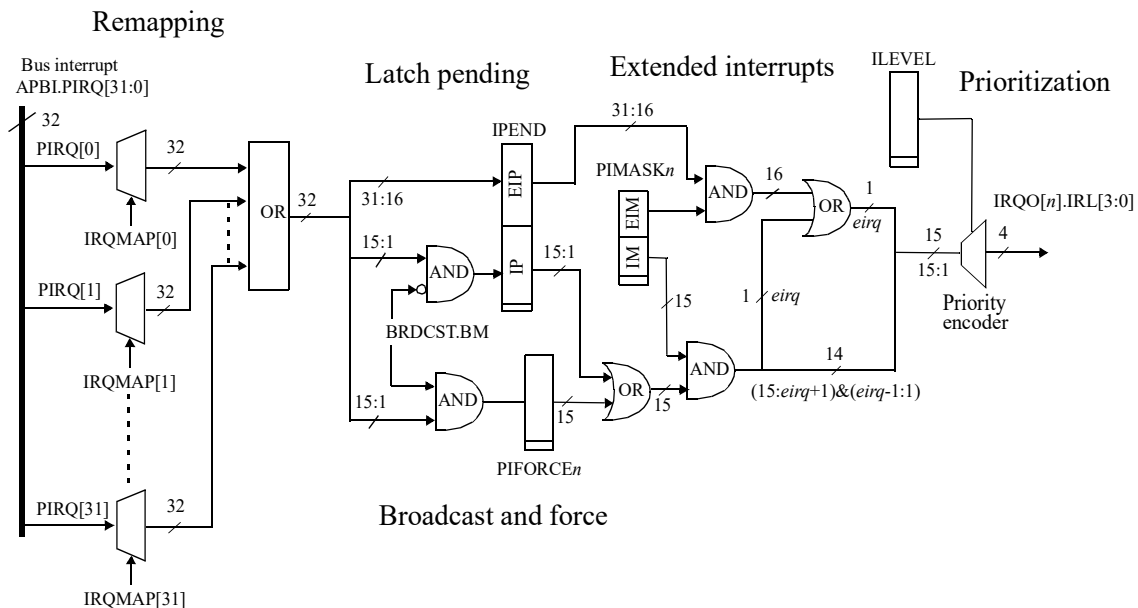 Remapping
Bus interrupt
APBI.PIRQ[31:0]
32
PIRQ[0]
32
IRQMAP[0]
PIRQ[1]
32
IRQMAP[1]
PIRQ[31]
32
IRQMAP[31]
OR
32
Latch pending
31:16
15:1
AND
BRDCST.BM
15:1
AND
IPEND
EIP
IP
15:1
PIFORCEn
15
OR
15
Broadcast and force
Extended interrupts
31:16
PIMASKn
EIM
IM
15
AND
16
OR
1
eirq
1
eirq
AND
14
(15:eirq+1)&(eirq-1:1)
ILEVEL
Prioritization
15
15:1
Priority
encoder
IRQO[n].IRL[3:0]
4